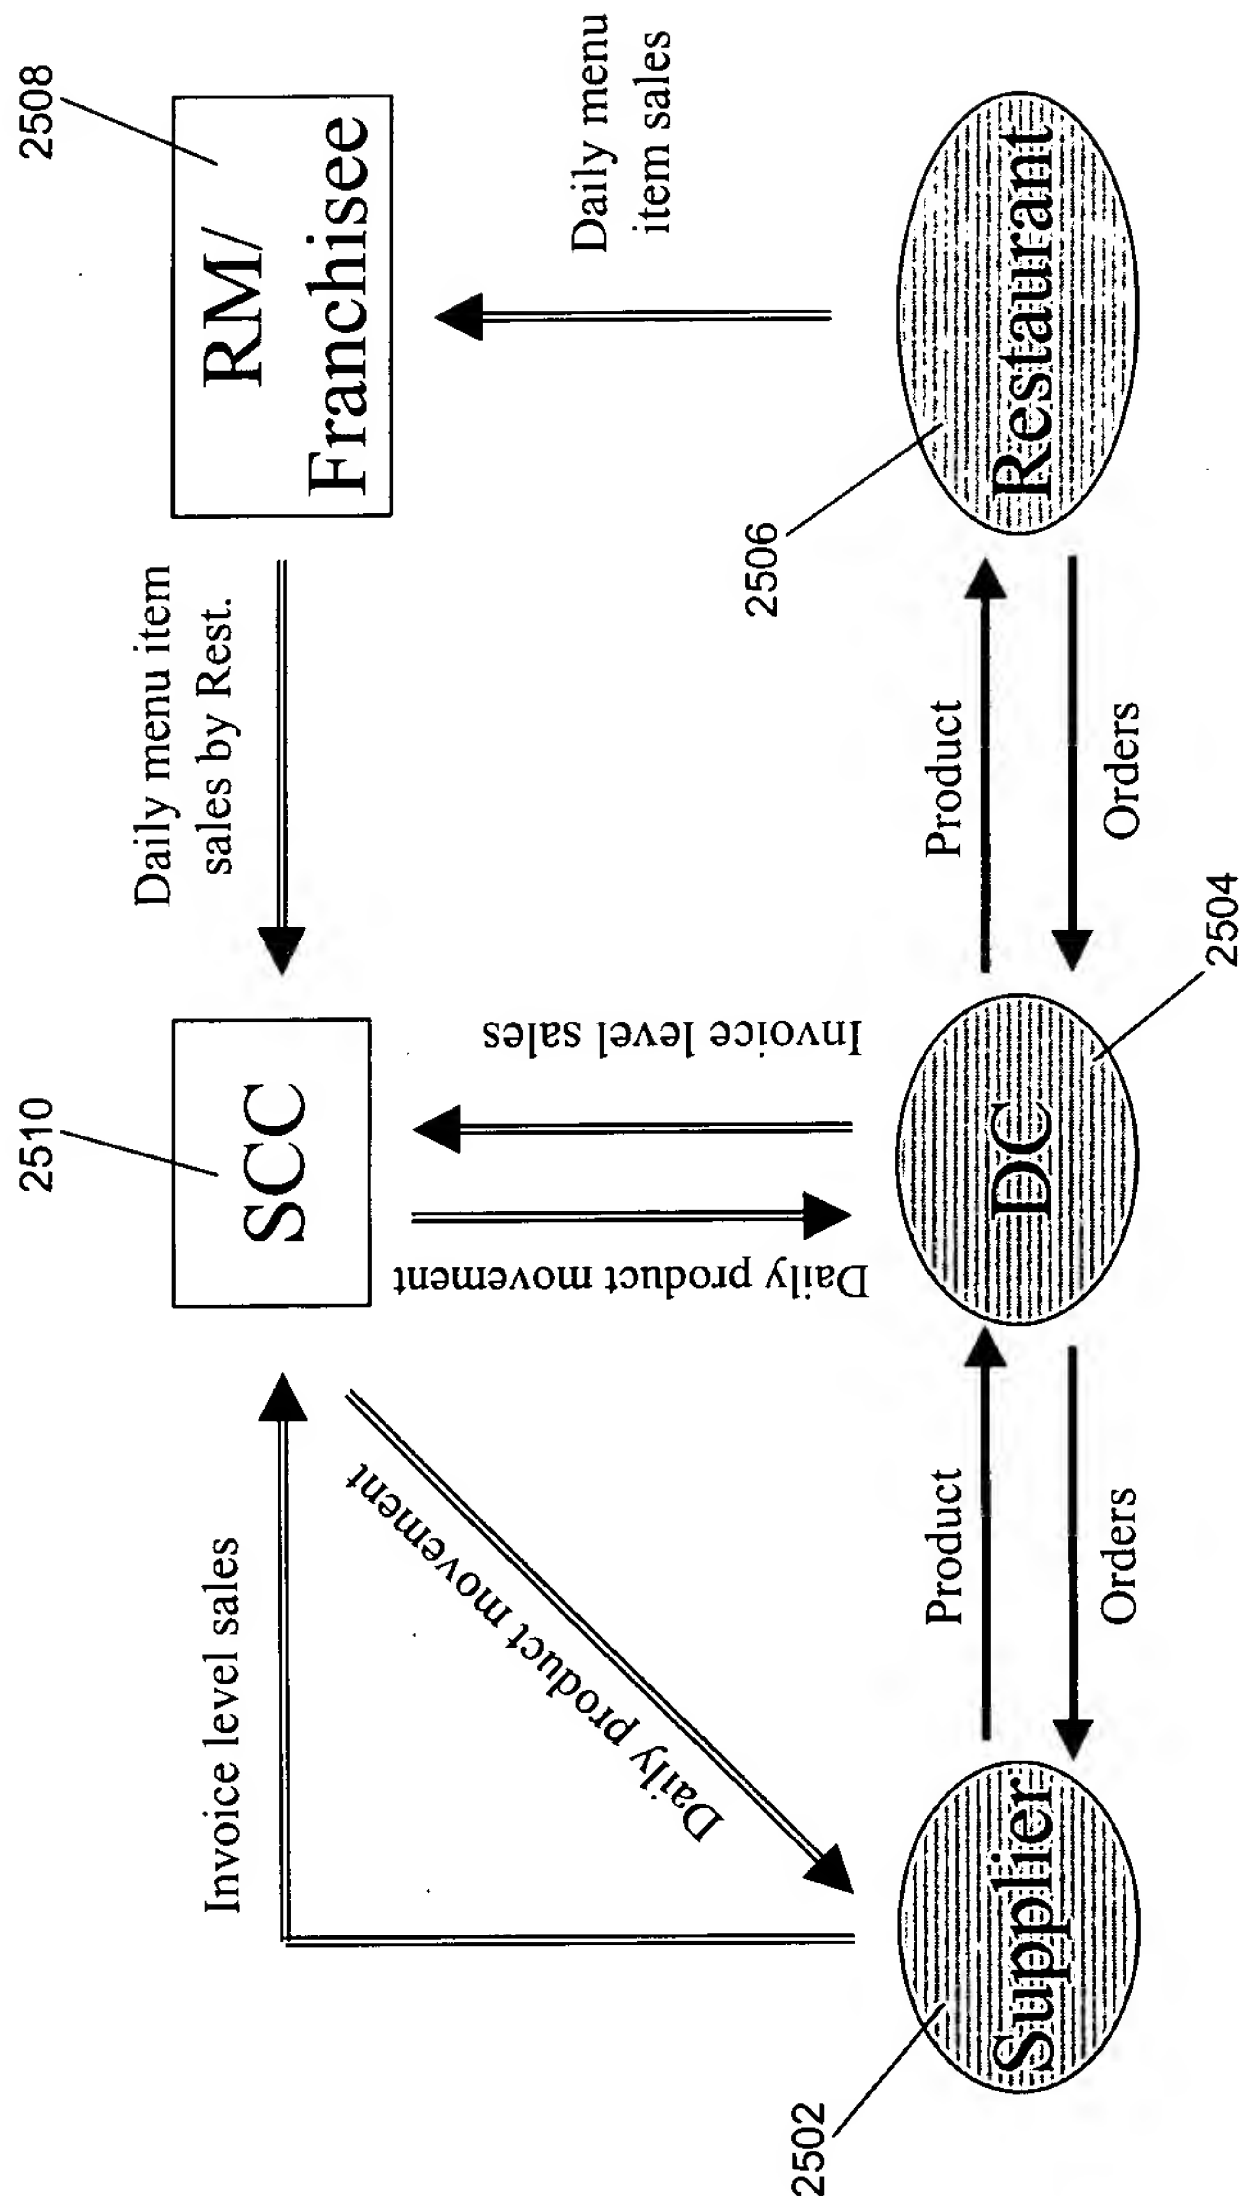 2510
2508
Invoice level sales
Daily menu item
sales by Rest.
SCC
RM/
Franchisee
Daily product movement
Daily product movement
Invoice level sales
Daily menu
item sales
2502
2506
Product
Product
Supplier
DC
Restaurant
Orders
Orders
2504